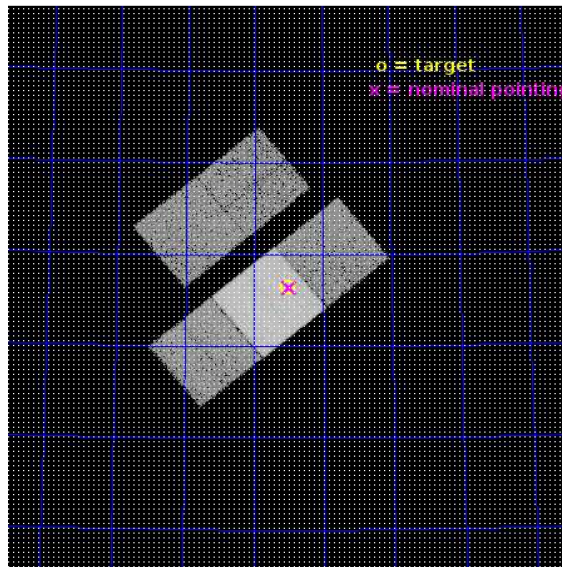 o = target
x = nominal pointing